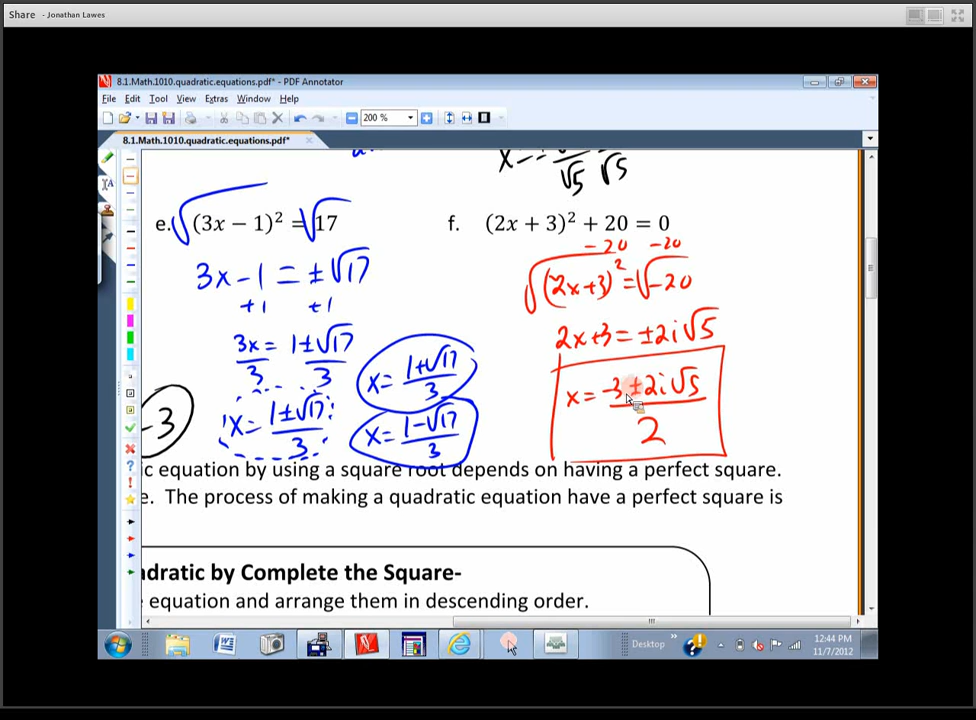 Share - Jonathan Lawes
8.1.Math.1010.quadratic.equations.pdf* - PDF Annotator
File Edit Tool View Extras Window Help
200 %
8.1.Math.1010.quadratic.equations.pdf*
√5 √5
e. √(3x − 1)² = √17
3x - 1 = ±√17
+1 +1
3x = 1±√17
3 3
x = 1±√17
3
x = 1+√17
3
x = 1-√17
3
-3
f. (2x + 3)² + 20 = 0
-20 -20
√(2x+3)² = √-20
2x+3 = ±2i√5
x = -3±2i√5
2
ic equation by using a square root depends on having a perfect square.
e. The process of making a quadratic equation have a perfect square is
adratic by Complete the Square-
equation and arrange them in descending order.
Desktop
12:44 PM
11/7/2012